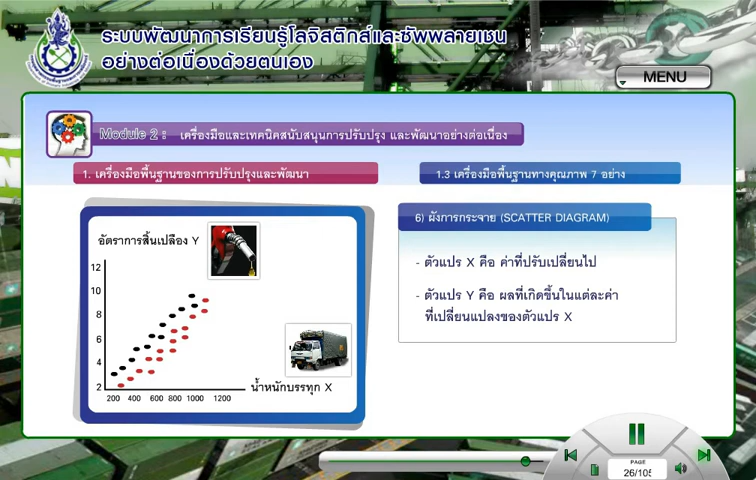 ระบบพัฒนาการเรียนรู้โลจิสติกส์และซัพพลายเชน
อย่างต่อเนื่องด้วยตนเอง
MENU
Module 2 : เครื่องมือและเทคนิคสนับสนุนการปรับปรุง และพัฒนาอย่างต่อเนื่อง
1. เครื่องมือพื้นฐานของการปรับปรุงและพัฒนา
1.3 เครื่องมือพื้นฐานทางคุณภาพ 7 อย่าง
อัตราการสิ้นเปลือง Y
12
10
8
6
4
2
200 400 600 800 1000 1200
น้ำหนักบรรทุก X
6) ผังการกระจาย (SCATTER DIAGRAM)
- ตัวแปร X คือ ค่าที่ปรับเปลี่ยนไป
- ตัวแปร Y คือ ผลที่เกิดขึ้นในแต่ละค่า
ที่เปลี่ยนแปลงของตัวแปร X
PAGE
26/105